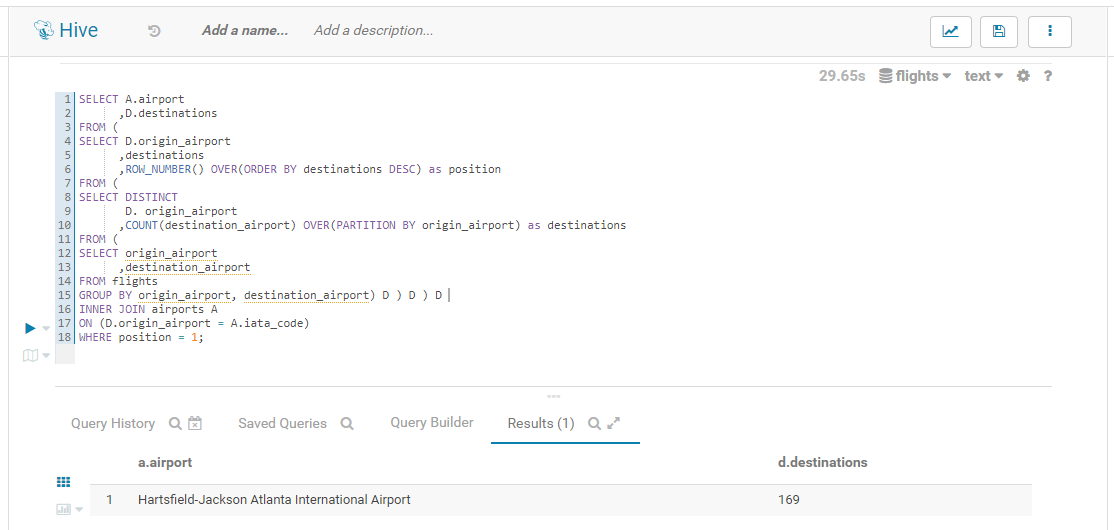 Hive
Add a name...
Add a description...
29.65s flights text ?
1 SELECT A.airport
2 ,D.destinations
3 FROM (
4 SELECT D.origin_airport
5 ,destinations
6 ,ROW_NUMBER() OVER(ORDER BY destinations DESC) as position
7 FROM (
8 SELECT DISTINCT
9 D. origin_airport
10 ,COUNT(destination_airport) OVER(PARTITION BY origin_airport) as destinations
11 FROM (
12 SELECT origin_airport
13 ,destination_airport
14 FROM flights
15 GROUP BY origin_airport, destination_airport) D ) D ) D
16 INNER JOIN airports A
17 ON (D.origin_airport = A.iata_code)
18 WHERE position = 1;
Query History Saved Queries Query Builder Results (1)
a.airport d.destinations
1 Hartsfield-Jackson Atlanta International Airport 169